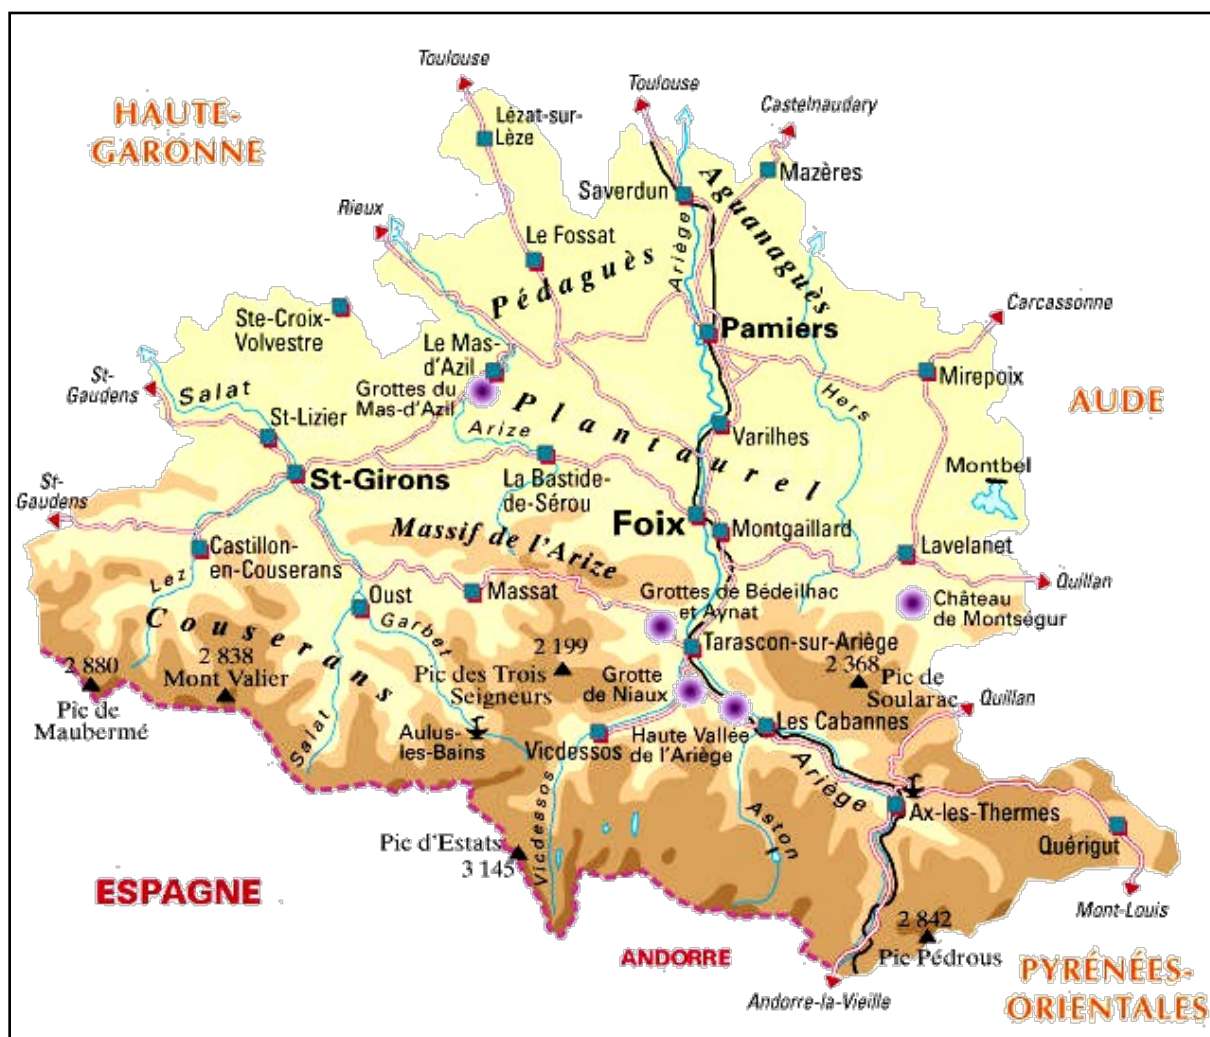 Toulouse
Toulouse
Castelnaudary
HAUTE-
GARONNE
Lézat-sur-
Lèze
Mazères
Saverdun
Aguanaguès
Rieux
Le Fossat
Ariège
Pédaguès
Carcassonne
Ste-Croix-
Volvestre
Pamiers
Le Mas-
d'Azil
St-
Gaudens
Salat
Grottes du
Mas-d'Azil
Mirepoix
AUDE
Hers
St-Lizier
Arize
Plantaurel
Varilhes
St-Girons
La Bastide-
de-Sérou
Montbel
St-
Gaudens
Foix
Montgaillard
Massif de l'Arize
Castillon-
en-Couserans
Lavelanet
Lez
Oust
Massat
Grottes de Bédeilhac
et Aynat
Quillan
Château
de Montségur
Couserans
Garbet
Tarascon-sur-Ariège
2 880
Pic de
Maubermé
2 838
Mont Valier
2 199
Pic des Trois
Seigneurs
Grotte
de Niaux
2 368
Pic de
Soularac
Quillan
Salat
Aulus-
les-Bains
Vicdessos
Haute Vallée
de l'Ariège
Les Cabannes
Ariège
Vicdessos
Aston
Ax-les-Thermes
Quérigut
Pic d'Estats
3 145
ESPAGNE
Mont-Louis
2 842
Pic Pédrous
ANDORRE
Andorre-la-Vieille
PYRÉNÉES-
ORIENTALES